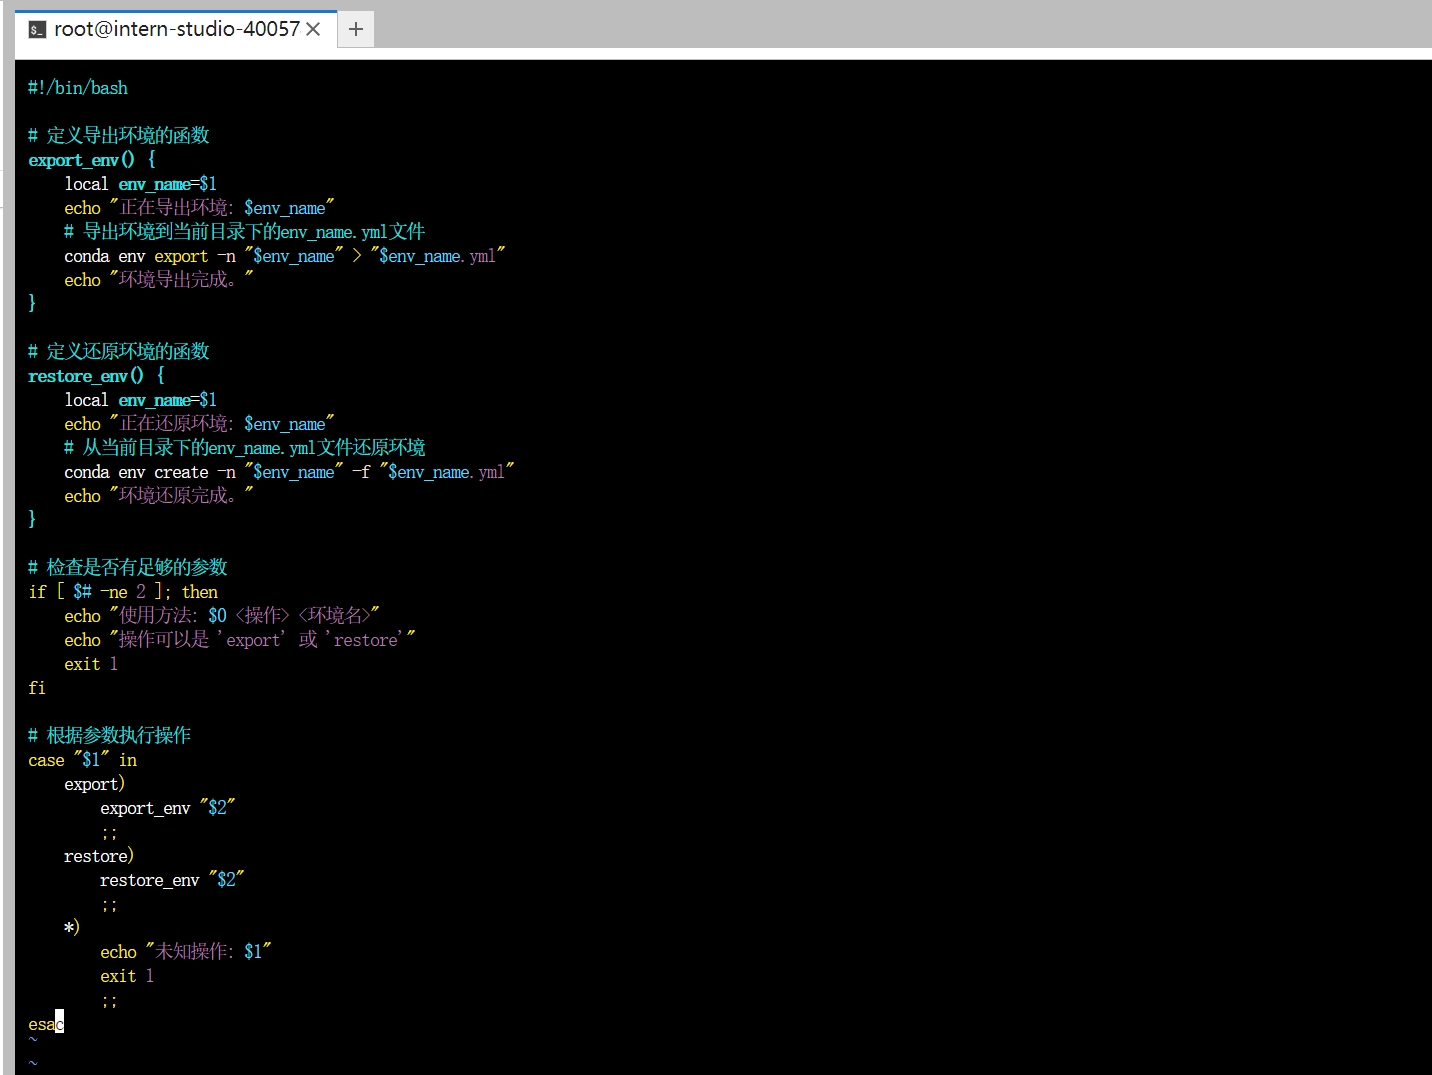 root@intern-studio-40057
#!/bin/bash
# 定义导出环境的函数
export_env() {
    local env_name=$1
    echo "正在导出环境: $env_name"
    # 导出环境到当前目录下的env_name.yml文件
    conda env export -n "$env_name" > "$env_name.yml"
    echo "环境导出完成。"
}
# 定义还原环境的函数
restore_env() {
    local env_name=$1
    echo "正在还原环境: $env_name"
    # 从当前目录下的env_name.yml文件还原环境
    conda env create -n "$env_name" -f "$env_name.yml"
    echo "环境还原完成。"
}
# 检查是否有足够的参数
if [ $# -ne 2 ]; then
    echo "使用方法: $0 <操作> <环境名>"
    echo "操作可以是 'export' 或 'restore'"
    exit 1
fi
# 根据参数执行操作
case "$1" in
    export)
        export_env "$2"
        ;;
    restore)
        restore_env "$2"
        ;;
    *)
        echo "未知操作: $1"
        exit 1
        ;;
esac
~
~